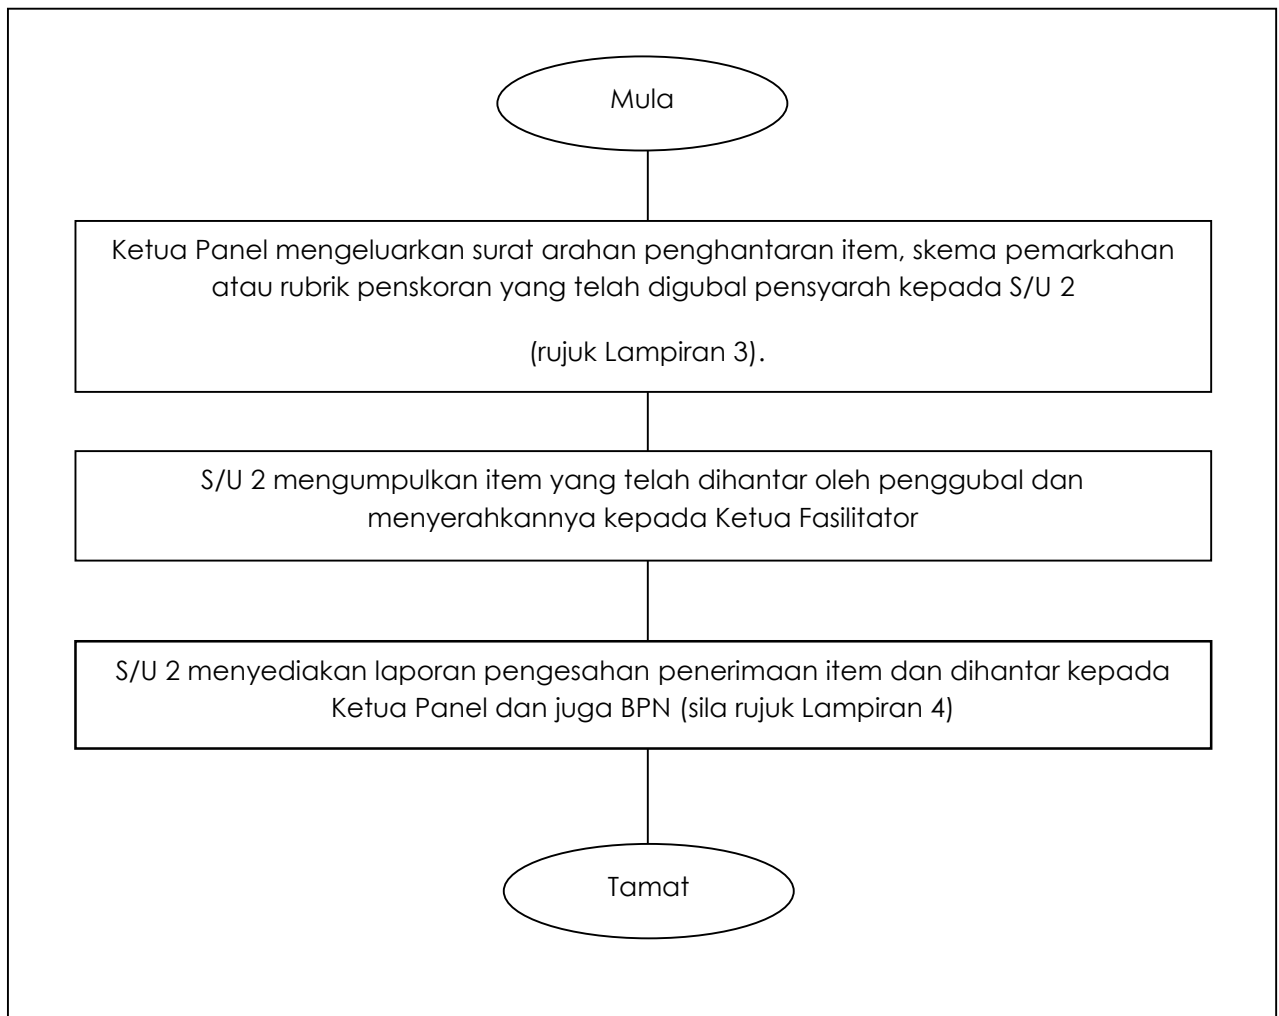 Mula
Ketua Panel mengeluarkan surat arahan penghantaran item, skema pemarkahan
atau rubrik penskoran yang telah digubal pensyarah kepada S/U 2
(rujuk Lampiran 3).
S/U 2 mengumpulkan item yang telah dihantar oleh penggubal dan
menyerahkannya kepada Ketua Fasilitator
S/U 2 menyediakan laporan pengesahan penerimaan item dan dihantar kepada
Ketua Panel dan juga BPN (sila rujuk Lampiran 4)
Tamat